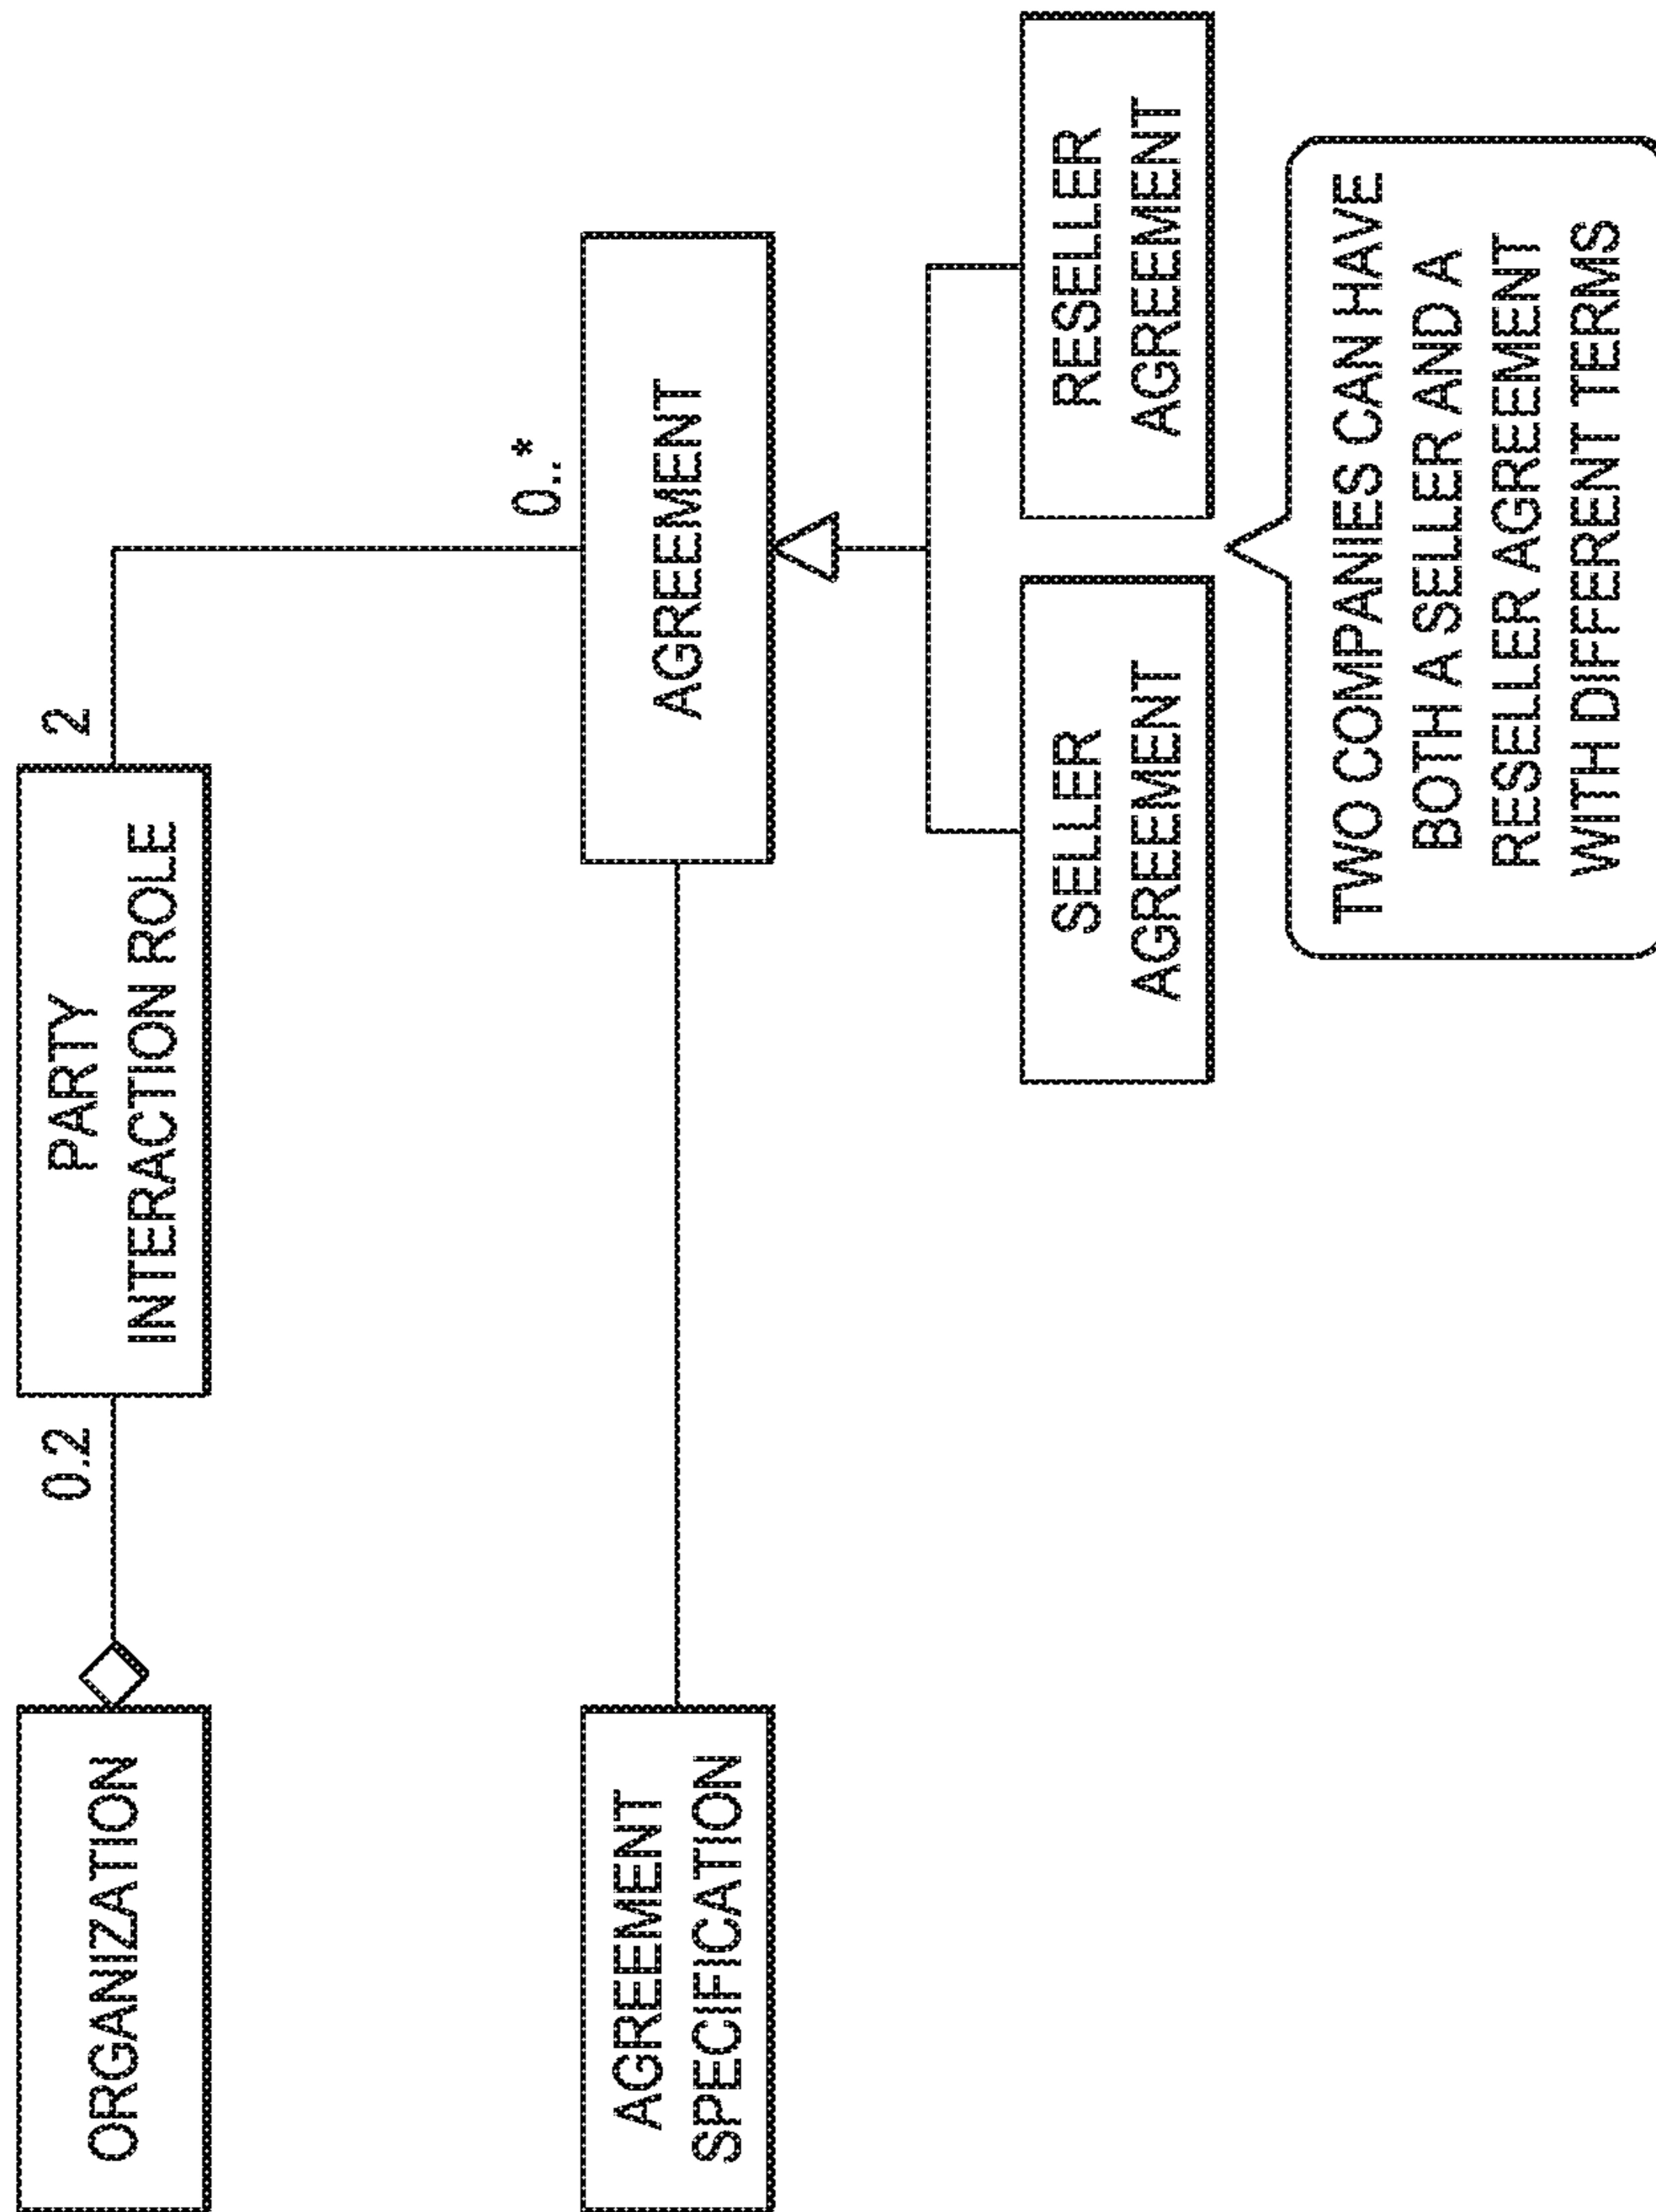 ORGANIZATION
0.2
PARTY
INTERACTION ROLE
2
0..*
AGREEMENT
SPECIFICATION
AGREEMENT
SELLER
AGREEMENT
RESELLER
AGREEMENT
TWO COMPANIES CAN HAVE
BOTH A SELLER AND A
RESELLER AGREEMENT
WITH DIFFERENT TERMS